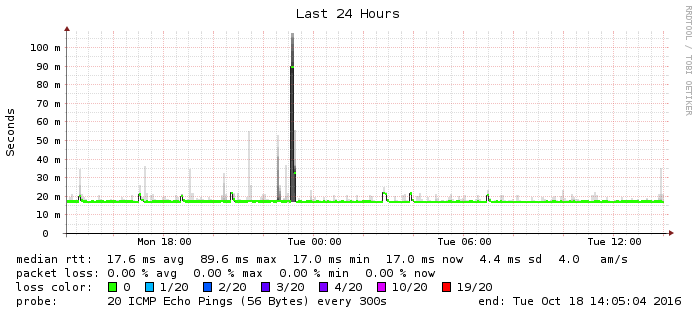 Last 24 Hours
RRDTOOL / TOBI OETIKER
Seconds
100 m
90 m
80 m
70 m
60 m
50 m
40 m
30 m
20 m
10 m
0
Mon 18:00 Tue 00:00 Tue 06:00 Tue 12:00
median rtt: 17.6 ms avg 89.6 ms max 17.0 ms min 17.0 ms now 4.4 ms sd 4.0 am/s
packet loss: 0.00 % avg 0.00 % max 0.00 % min 0.00 % now
loss color: 0 1/20 2/20 3/20 4/20 10/20 19/20
probe: 20 ICMP Echo Pings (56 Bytes) every 300s end: Tue Oct 18 14:05:04 2016